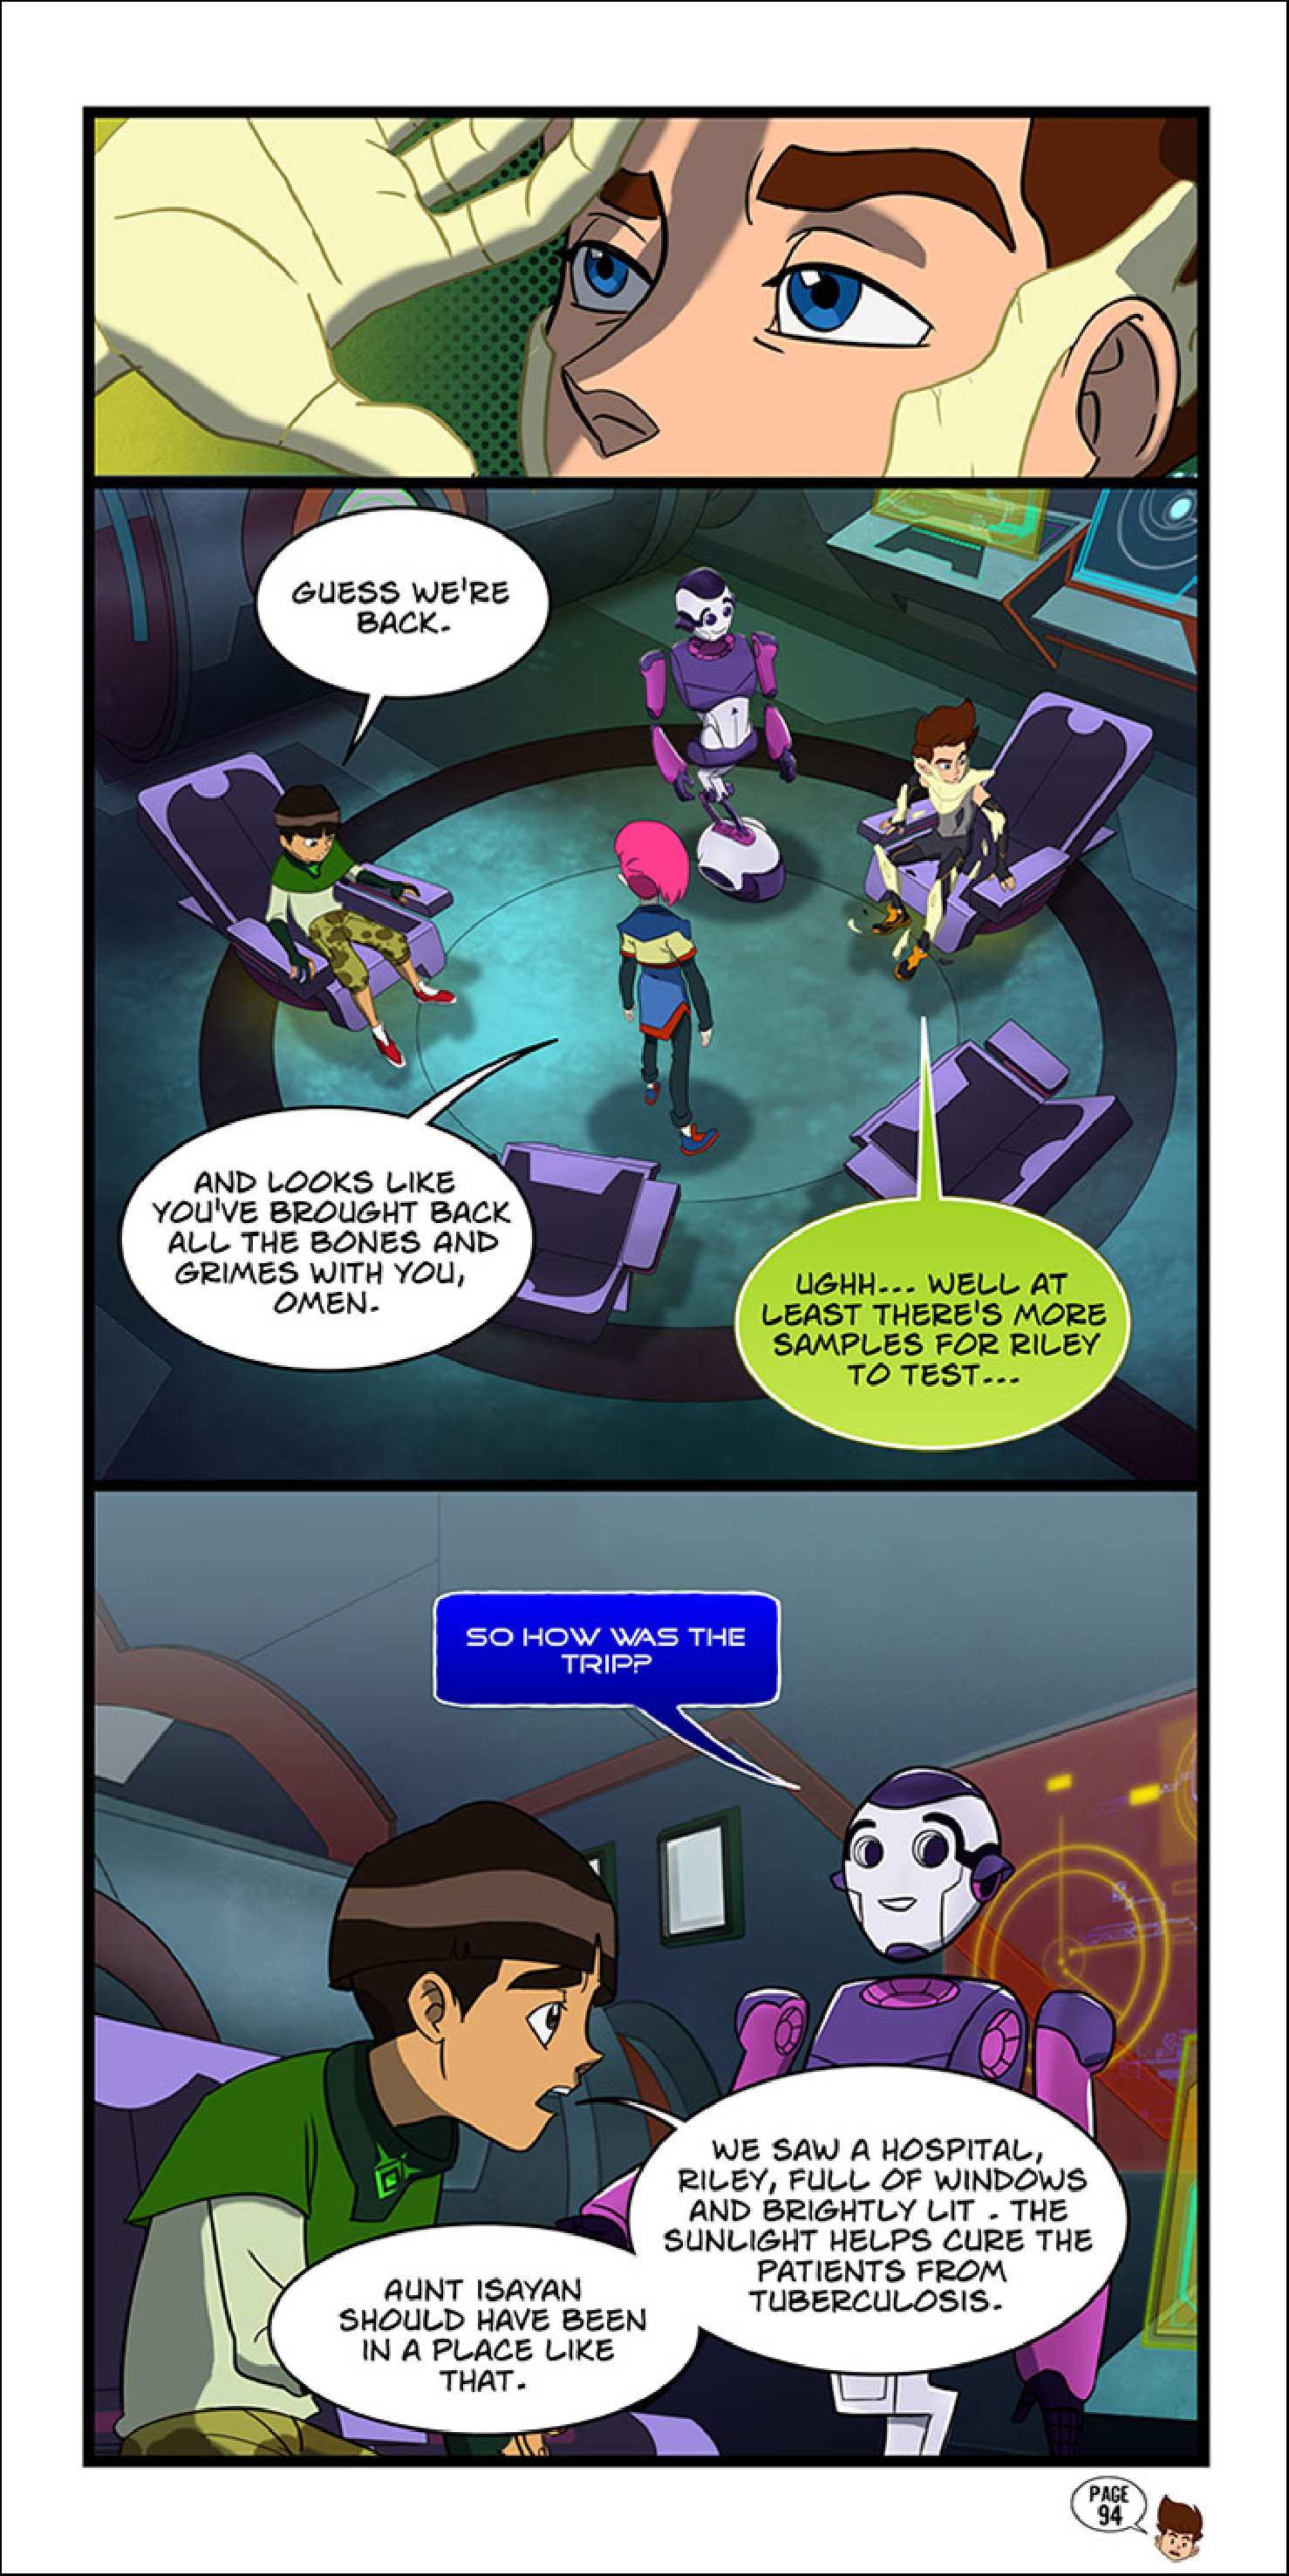 GUESS WE'RE
BACK.
AND LOOKS LIKE
YOU'VE BROUGHT BACK
ALL THE BONES AND
GRIMES WITH YOU,
OMEN.
UGHH... WELL AT
LEAST THERE'S MORE
SAMPLES FOR RILEY
TO TEST...
SO HOW WAS THE
TRIP?
WE SAW A HOSPITAL,
RILEY, FULL OF WINDOWS
AND BRIGHTLY LIT . THE
SUNLIGHT HELPS CURE THE
PATIENTS FROM
TUBERCULOSIS.
AUNT ISAYAN
SHOULD HAVE BEEN
IN A PLACE LIKE
THAT.
PAGE
94